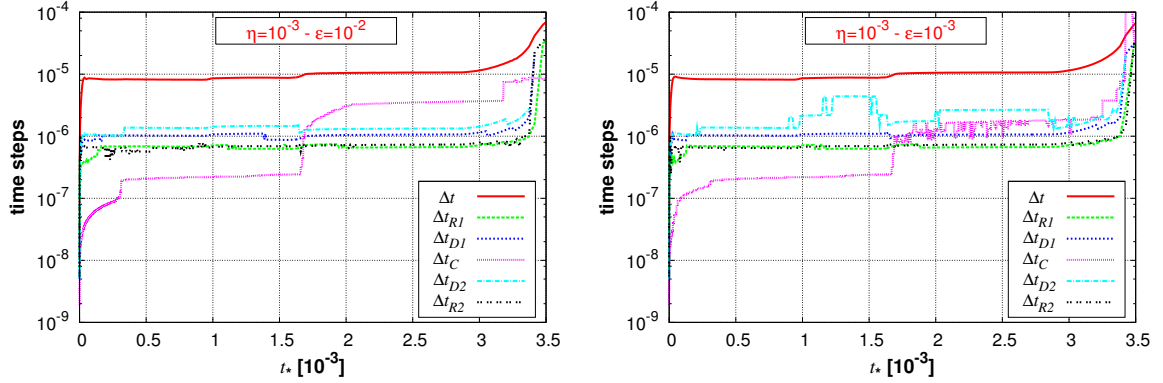 η=10⁻³ - ε=10⁻²
time steps
10⁻⁴
10⁻⁵
10⁻⁶
10⁻⁷
10⁻⁸
10⁻⁹
Δt
Δt_R1
Δt_D1
Δt_C
Δt_D2
Δt_R2
0 0.5 1 1.5 2 2.5 3 3.5
t⋆ [10⁻³]
η=10⁻³ - ε=10⁻³
time steps
10⁻⁴
10⁻⁵
10⁻⁶
10⁻⁷
10⁻⁸
10⁻⁹
Δt
Δt_R1
Δt_D1
Δt_C
Δt_D2
Δt_R2
0 0.5 1 1.5 2 2.5 3 3.5
t⋆ [10⁻³]